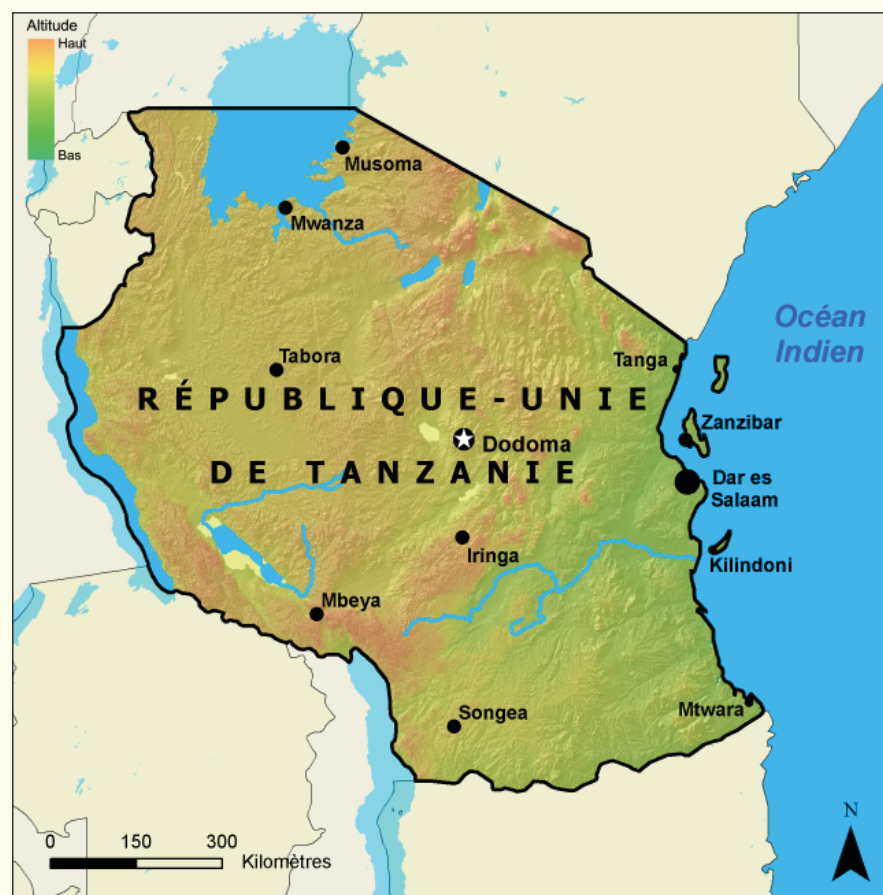 Altitude
Haut
Bas
Musoma
Mwanza
Océan
Indien
Tabora
Tanga
RÉPUBLIQUE-UNIE
Zanzibar
Dodoma
DE TANZANIE
Dar es
Salaam
Iringa
Kilindoni
Mbeya
Songea
Mtwara
0 150 300
Kilomètres
N